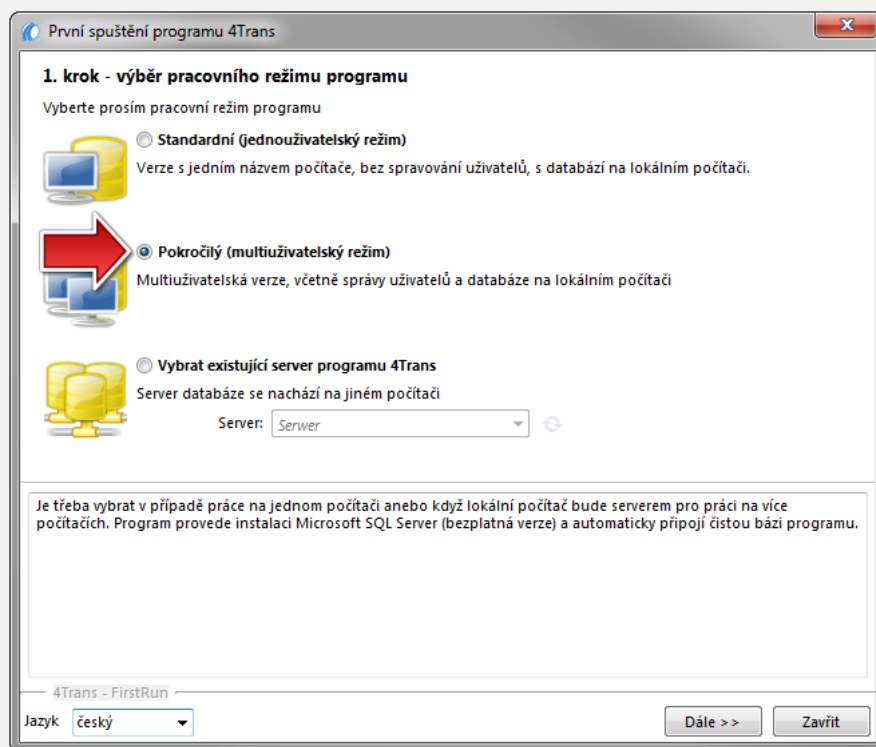 První spuštění programu 4Trans
1. krok - výběr pracovního režimu programu
Vyberte prosím pracovní režim programu
Standardní (jednouživatelský režim)
Verze s jedním názvem počítače, bez spravování uživatelů, s databází na lokálním počítači.
Pokročilý (multiuživatelský režim)
Multiuživatelská verze, včetně správy uživatelů a databáze na lokálním počítači
Vybrat existující server programu 4Trans
Server databáze se nachází na jiném počítači
Server: Serwer
Je třeba vybrat v případě práce na jednom počítači anebo když lokální počítač bude serverem pro práci na více
počítačích. Program provede instalaci Microsoft SQL Server (bezplatná verze) a automaticky připojí čistou bázi programu.
4Trans - FirstRun
Jazyk český Dále >> Zavřit